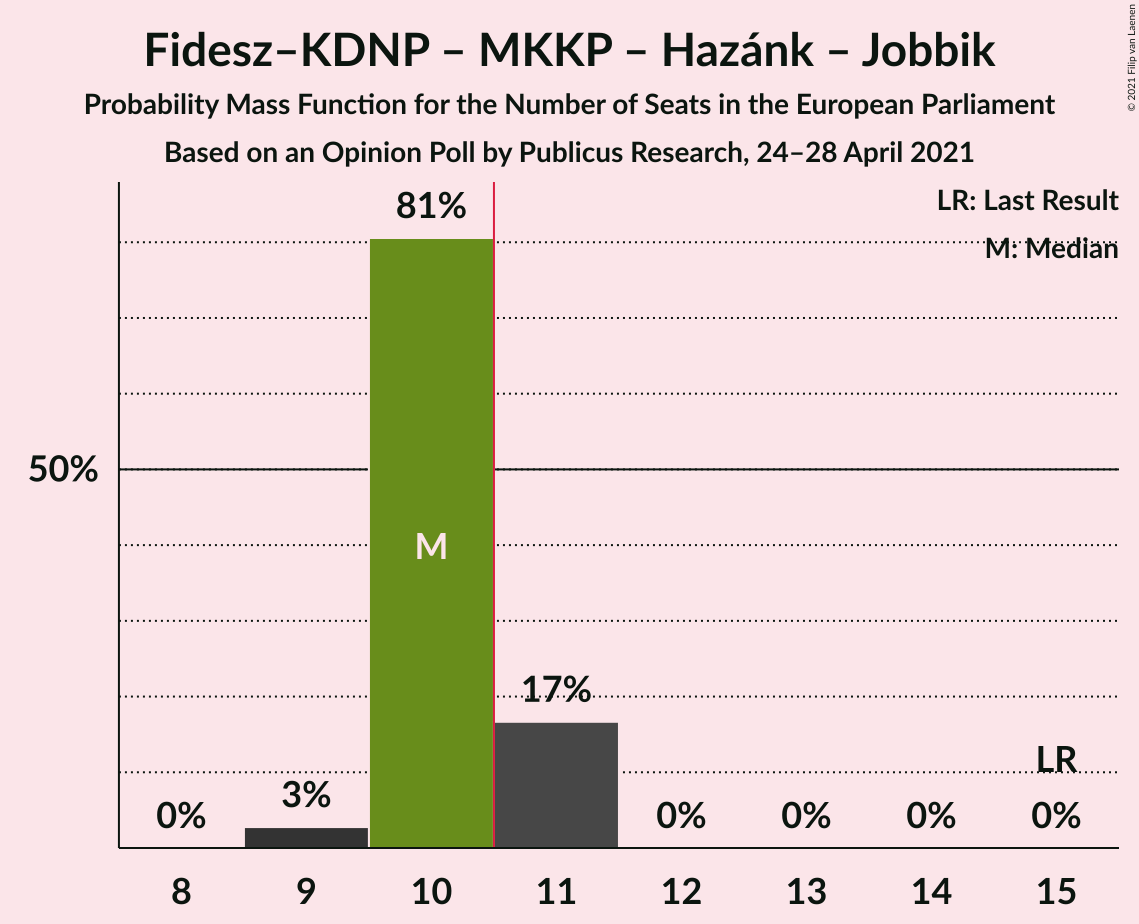 Fidesz–KDNP – MKKP – Hazánk – Jobbik
Probability Mass Function for the Number of Seats in the European Parliament
Based on an Opinion Poll by Publicus Research, 24–28 April 2021
© 2021 Filip van Laenen
LR: Last Result
M: Median
81%
50%
M
17%
LR
3%
0% 0% 0% 0% 0%
8 9 10 11 12 13 14 15